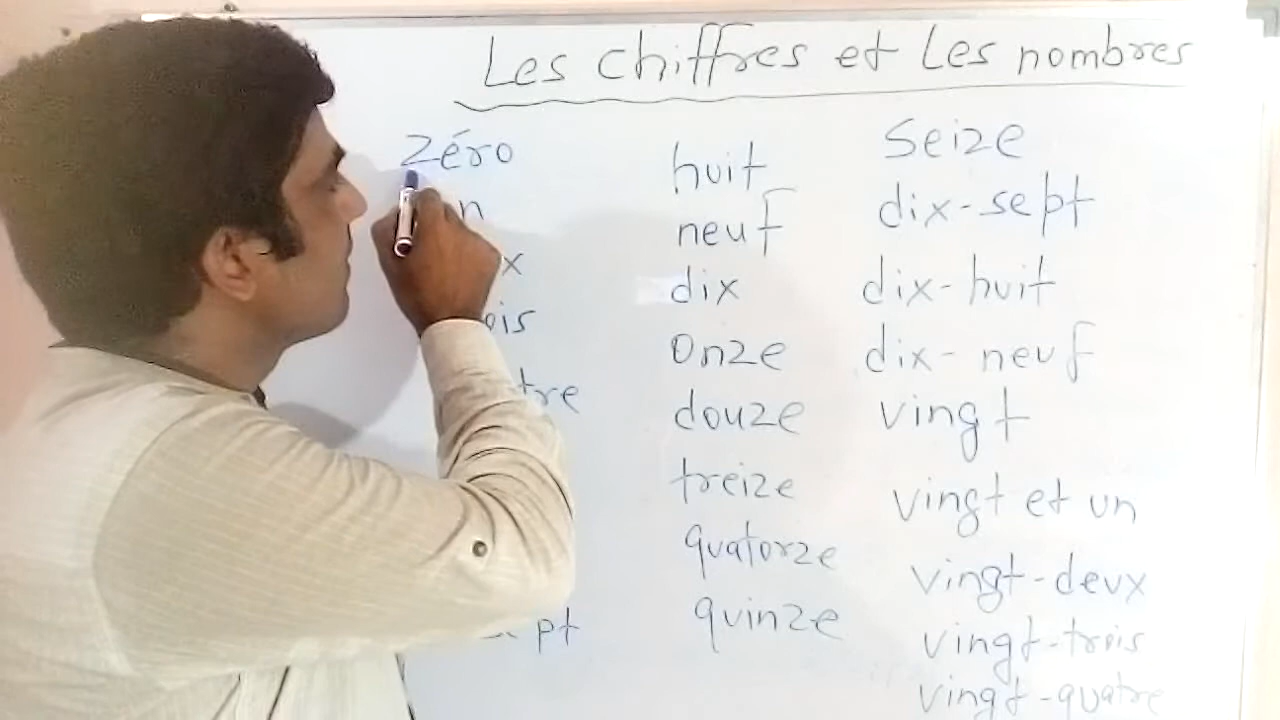 Les chiffres et Les nombres
zéro
huit
neuf
dix
onze
douze
treize
quatorze
quinze
Seize
dix-sept
dix-huit
dix-neuf
vingt
vingt et un
vingt-deux
vingt-trois
vingt-quatre